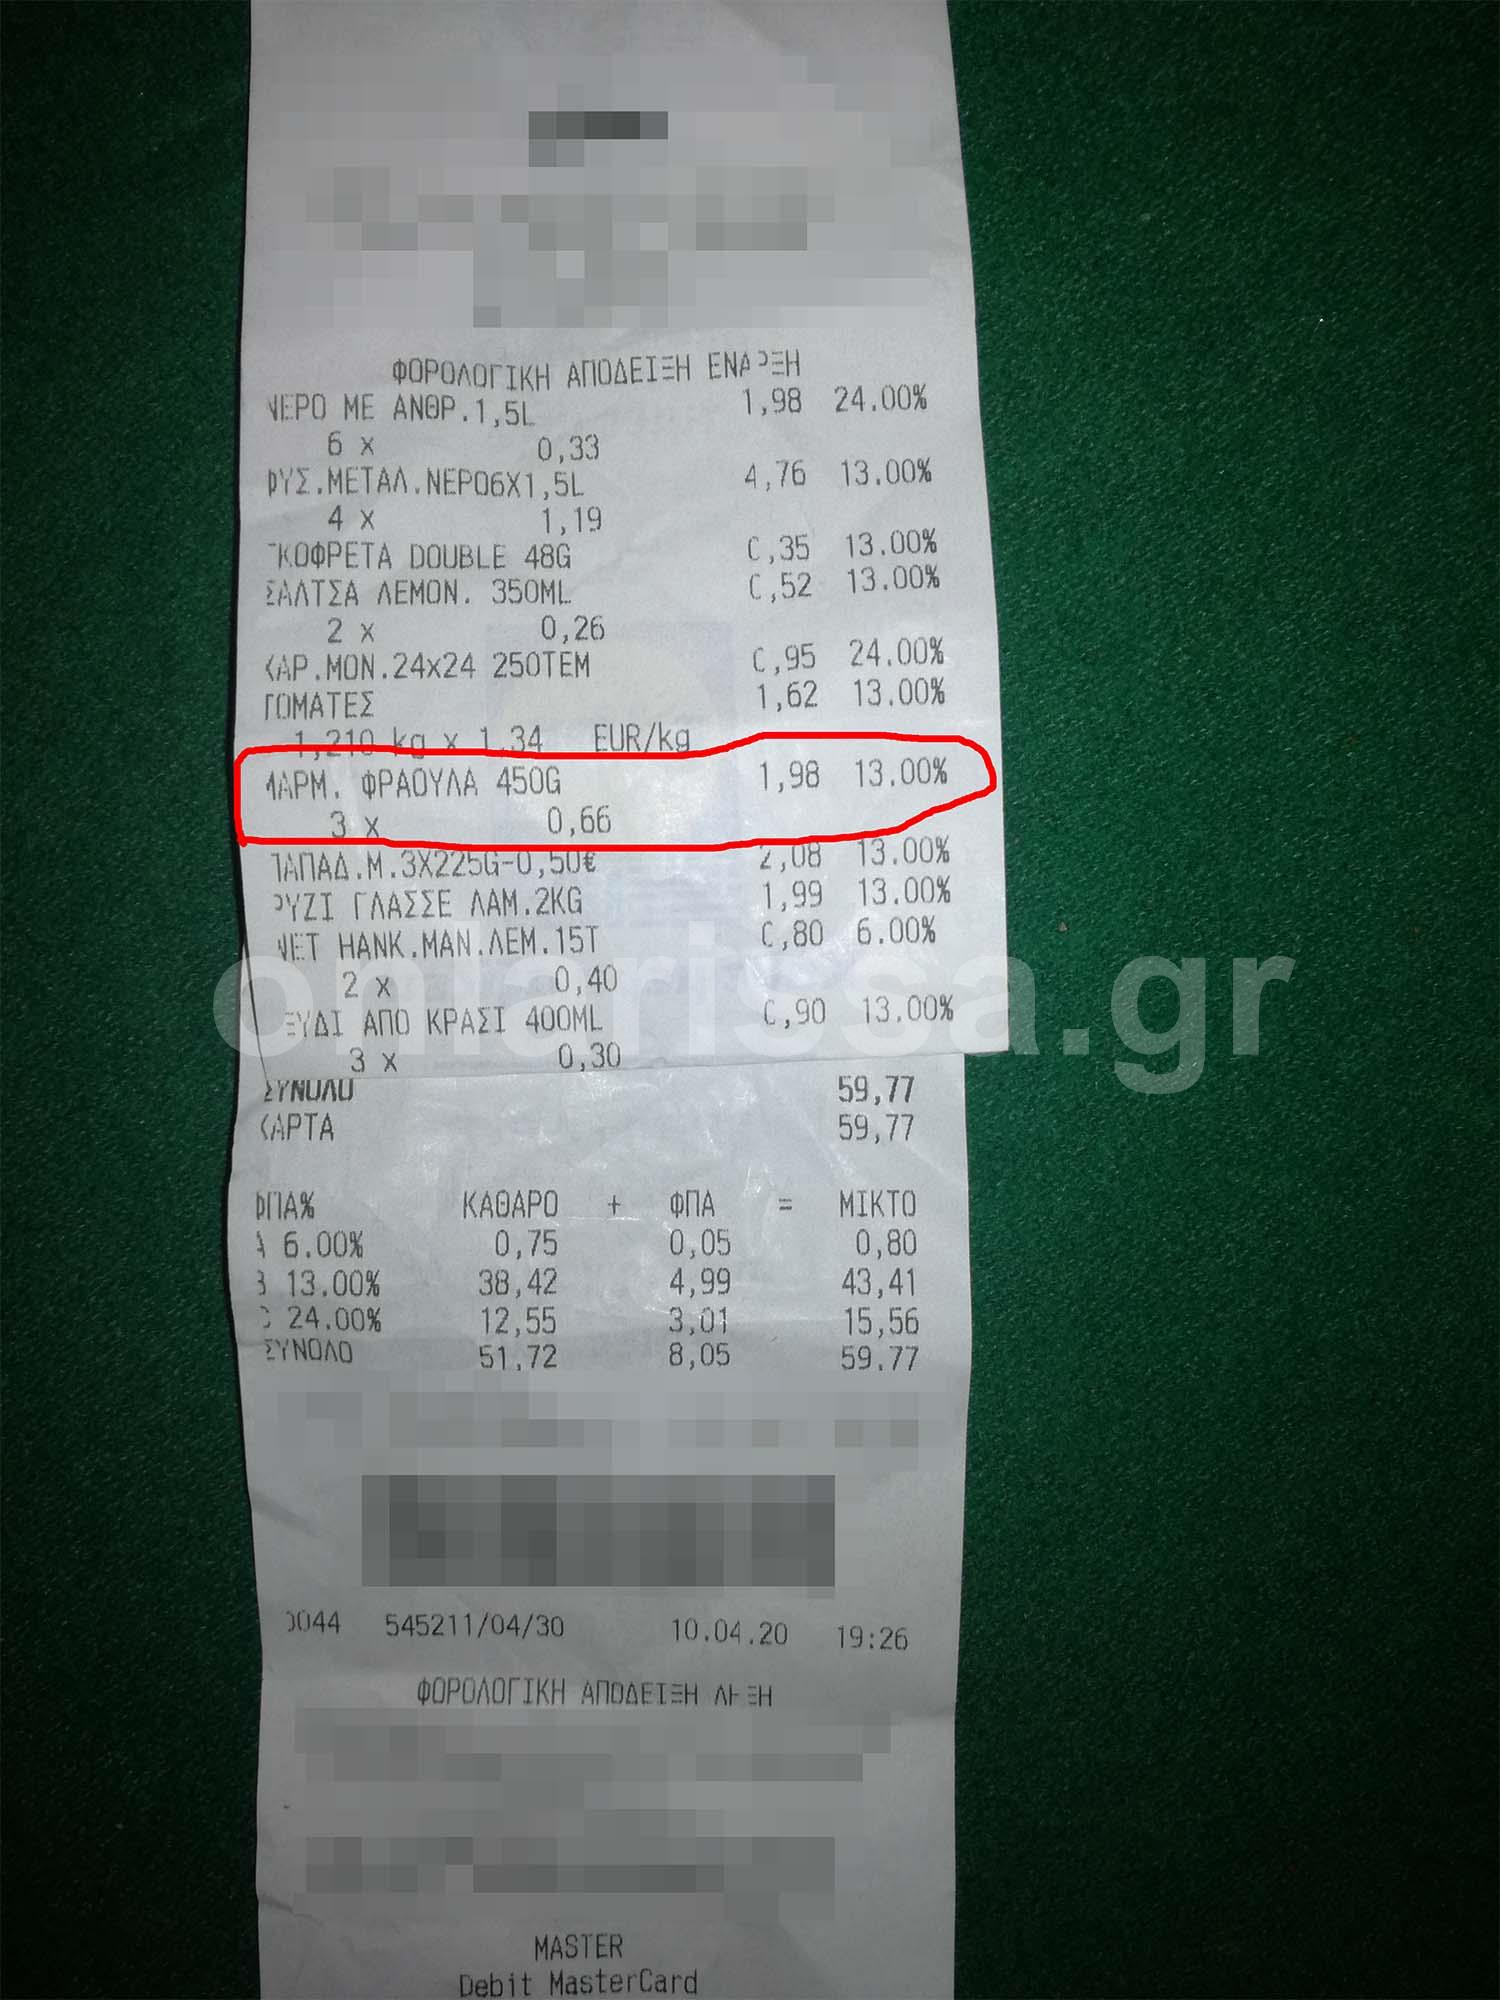 ΦΟΡΟΛΟΓΙΚΗ ΑΠΟΔΕΙΞΗ ΕΝΑΡΞΗ
ΝΕΡΟ ΜΕ ΑΝΘΡ.1,5L 1,98 24.00%
6 x 0,33
ΦΥΣ.ΜΕΤΑΛ.ΝΕΡΟ6Χ1,5L 4,76 13.00%
4 x 1,19
ΓΚΟΦΡΕΤΑ DOUBLE 48G 0,35 13.00%
ΣΑΛΤΣΑ ΛΕΜΟΝ. 350ML 0,52 13.00%
2 x 0,26
ΧΑΡ.ΜΟΝ.24x24 250ΤΕΜ 0,95 24.00%
ΤΟΜΑΤΕΣ 1,62 13.00%
1,210 kg x 1,34 EUR/kg
ΜΑΡΜ. ΦΡΑΟΥΛΑ 450G 1,98 13.00%
3 x 0,66
ΠΑΠΑΔ.Μ.3Χ225G-0,50€ 2,08 13.00%
ΡΥΖΙ ΓΛΑΣΣΕ ΛΑΜ.2KG 1,99 13.00%
WET HANK.MAN.ΛΕΜ.15Τ 0,80 6.00%
2 x 0,40
ΞΥΔΙ ΑΠΟ ΚΡΑΣΙ 400ML 0,90 13.00%
3 x 0,30
onlarissa.gr
ΣΥΝΟΛΟ 59,77
ΚΑΡΤΑ 59,77
ΦΠΑ% ΚΑΘΑΡΟ + ΦΠΑ = ΜΙΚΤΟ
A 6.00% 0,75 0,05 0,80
B 13.00% 38,42 4,99 43,41
C 24.00% 12,55 3,01 15,56
ΣΥΝΟΛΟ 51,72 8,05 59,77
0044 545211/04/30 10.04.20 19:26
ΦΟΡΟΛΟΓΙΚΗ ΑΠΟΔΕΙΞΗ ΛΗΞΗ
MASTER
Debit MasterCard